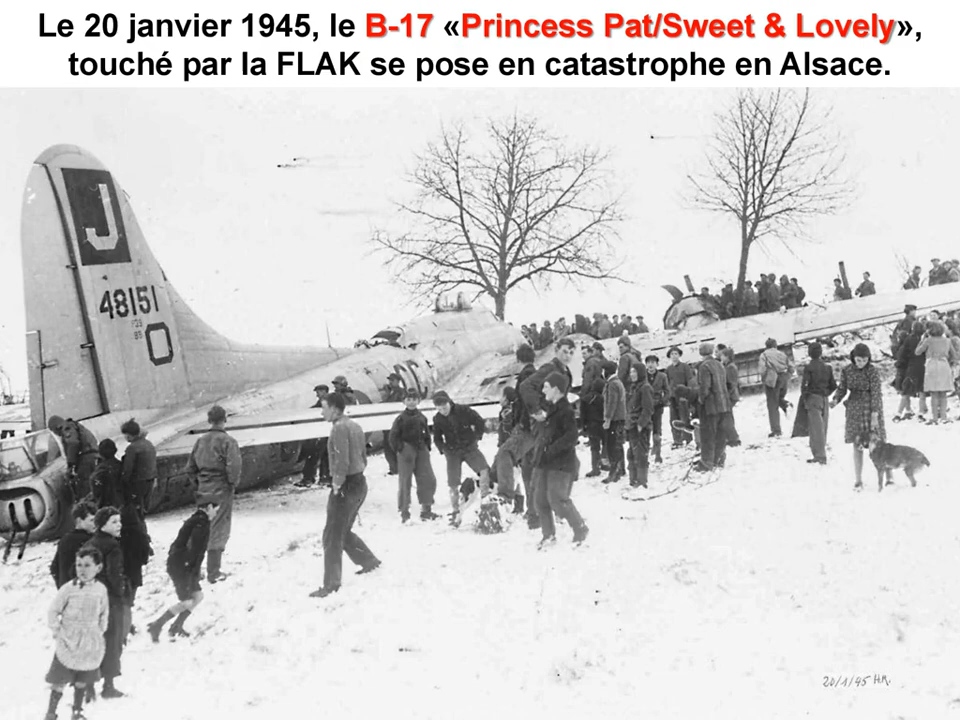 Le 20 janvier 1945, le B-17 «Princess Pat/Sweet & Lovely»,
touché par la FLAK se pose en catastrophe en Alsace.
J
48151
O
20/1/45 H.R.